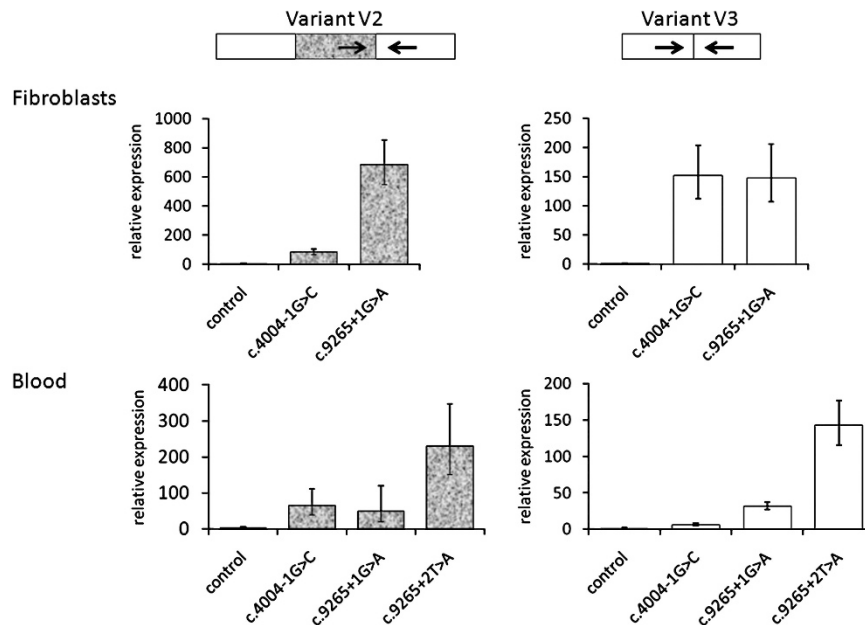 Variant V2
Variant V3
Fibroblasts
relative expression
1000
800
600
400
200
0
control
c.4004-1G>C
c.9265+1G>A
relative expression
250
200
150
100
50
0
control
c.4004-1G>C
c.9265+1G>A
Blood
relative expression
400
300
200
100
0
control
c.4004-1G>C
c.9265+1G>A
c.9265+2T>A
relative expression
200
150
100
50
0
control
c.4004-1G>C
c.9265+1G>A
c.9265+2T>A